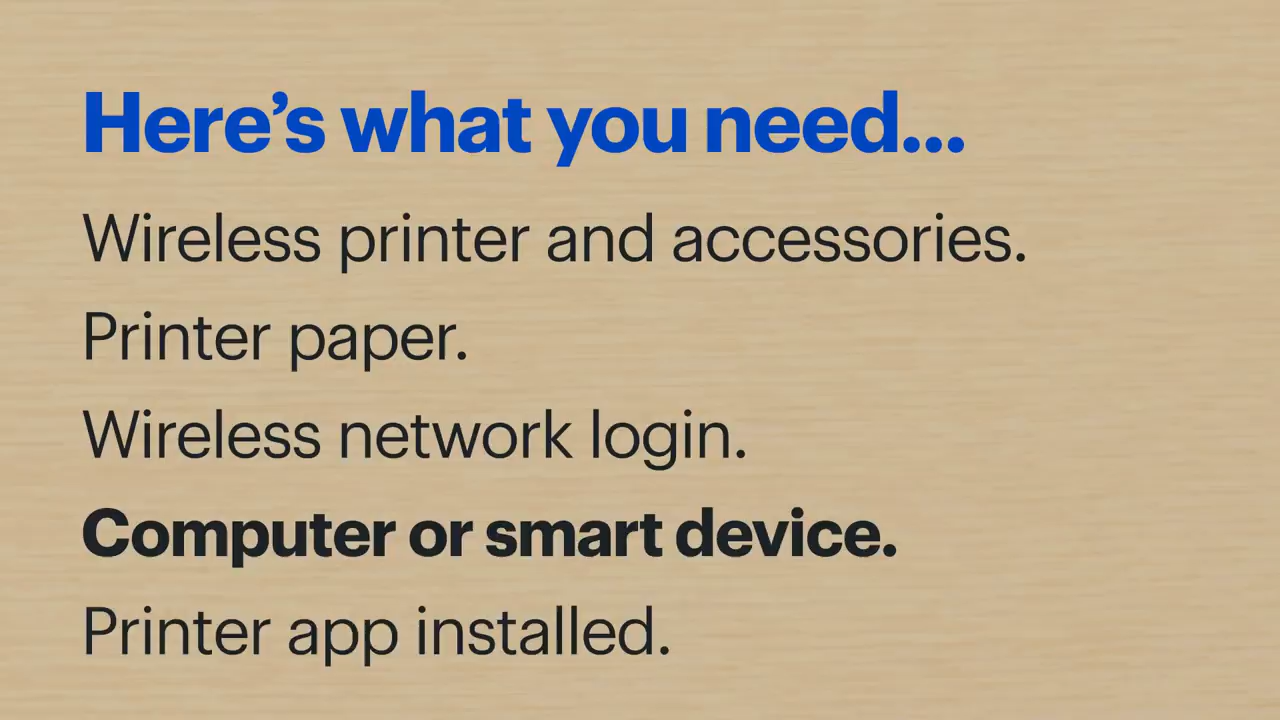 Here’s what you need...
Wireless printer and accessories.
Printer paper.
Wireless network login.
Computer or smart device.
Printer app installed.